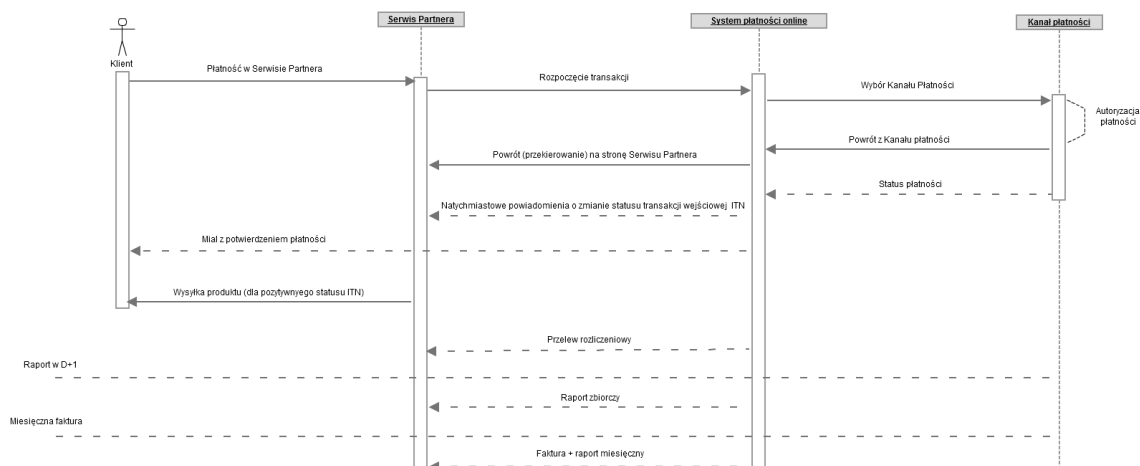 Serwis Partnera
System płatności online
Kanał płatności
Klient
Płatność w Serwisie Partnera
Rozpoczęcie transakcji
Wybór Kanału Płatności
Autoryzacja
płatności
Powrót z Kanału płatności
Powrót (przekierowanie) na stronę Serwisu Partnera
Status płatności
Natychmiastowe powiadomienia o zmianie statusu transakcji wejściowej ITN
Mial z potwierdzeniem płatności
Wysyłka produktu (dla pozytywnego statusu ITN)
Przelew rozliczeniowy
Raport w D+1
Raport zbiorczy
Miesięczna faktura
Faktura + raport miesięczny